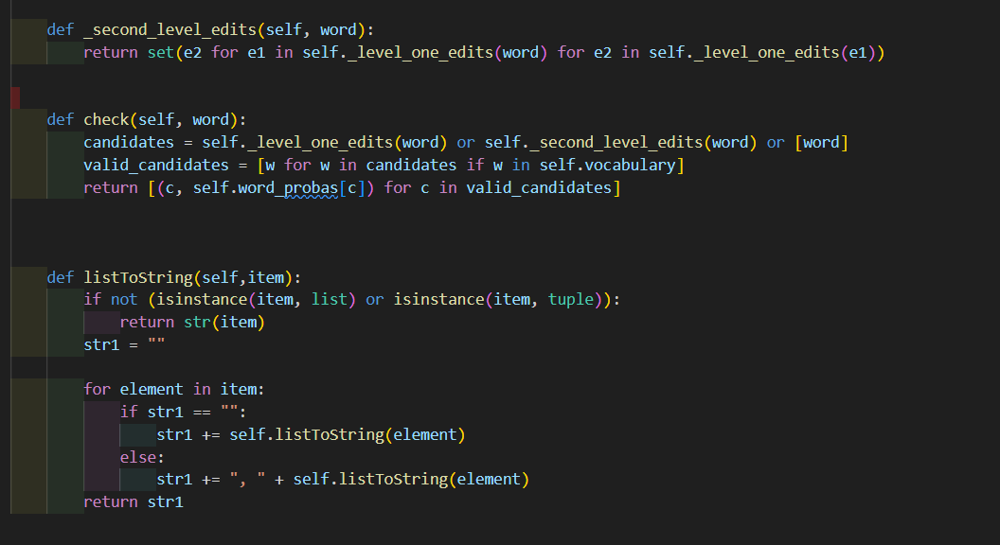 def _second_level_edits(self, word):
    return set(e2 for e1 in self._level_one_edits(word) for e2 in self._level_one_edits(e1))
def check(self, word):
    candidates = self._level_one_edits(word) or self._second_level_edits(word) or [word]
    valid_candidates = [w for w in candidates if w in self.vocabulary]
    return [(c, self.word_probas[c]) for c in valid_candidates]
def listToString(self,item):
    if not (isinstance(item, list) or isinstance(item, tuple)):
        return str(item)
    str1 = ""
    for element in item:
        if str1 == "":
            str1 += self.listToString(element)
        else:
            str1 += ", " + self.listToString(element)
    return str1